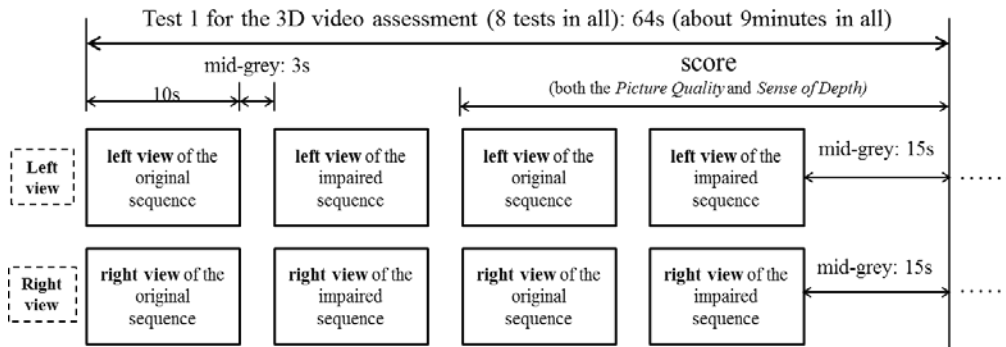 Test 1 for the 3D video assessment (8 tests in all): 64s (about 9minutes in all)
mid-grey: 3s
score
(both the Picture Quality and Sense of Depth)
10s
Left
view
left view of the
original
sequence
left view of the
impaired
sequence
left view of the
original
sequence
left view of the
impaired
sequence
mid-grey: 15s
......
Right
view
right view of the
original
sequence
right view of the
impaired
sequence
right view of the
original
sequence
right view of the
impaired
sequence
mid-grey: 15s
......